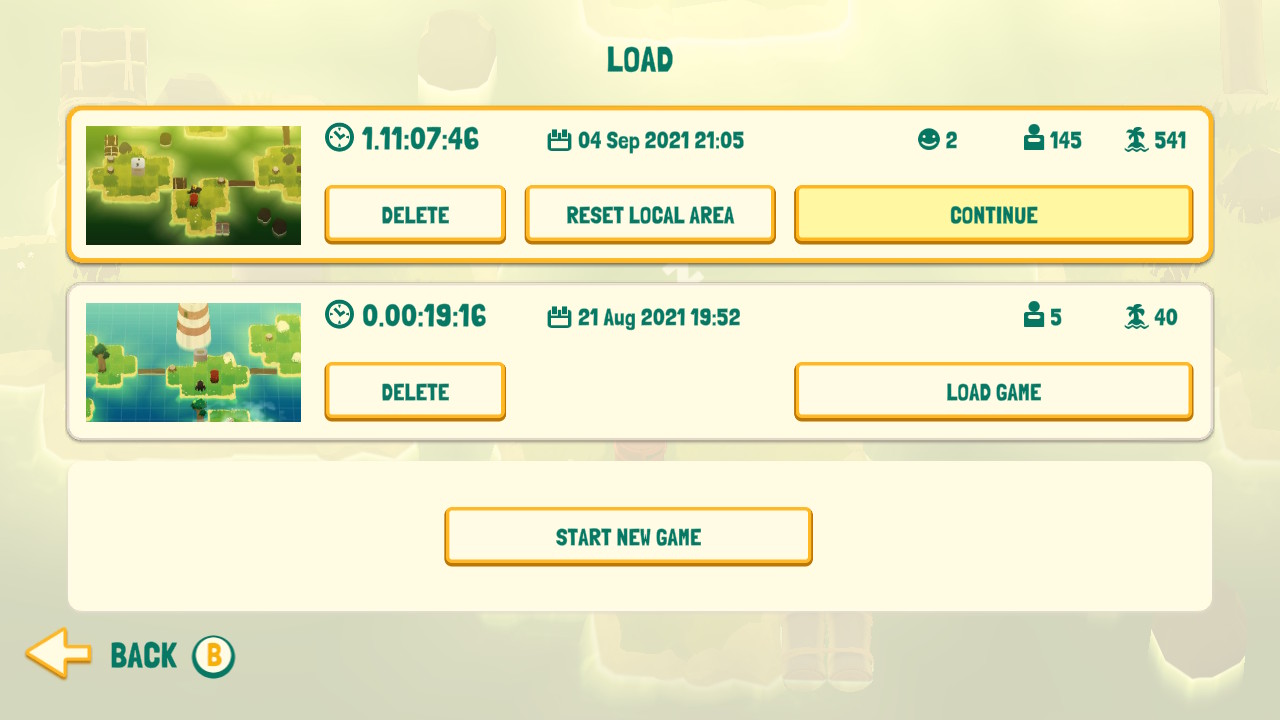 LOAD
1.11:07:46 04 Sep 2021 21:05 2 145 541
DELETE RESET LOCAL AREA CONTINUE
0.00:19:16 21 Aug 2021 19:52 5 40
DELETE LOAD GAME
START NEW GAME
BACK B